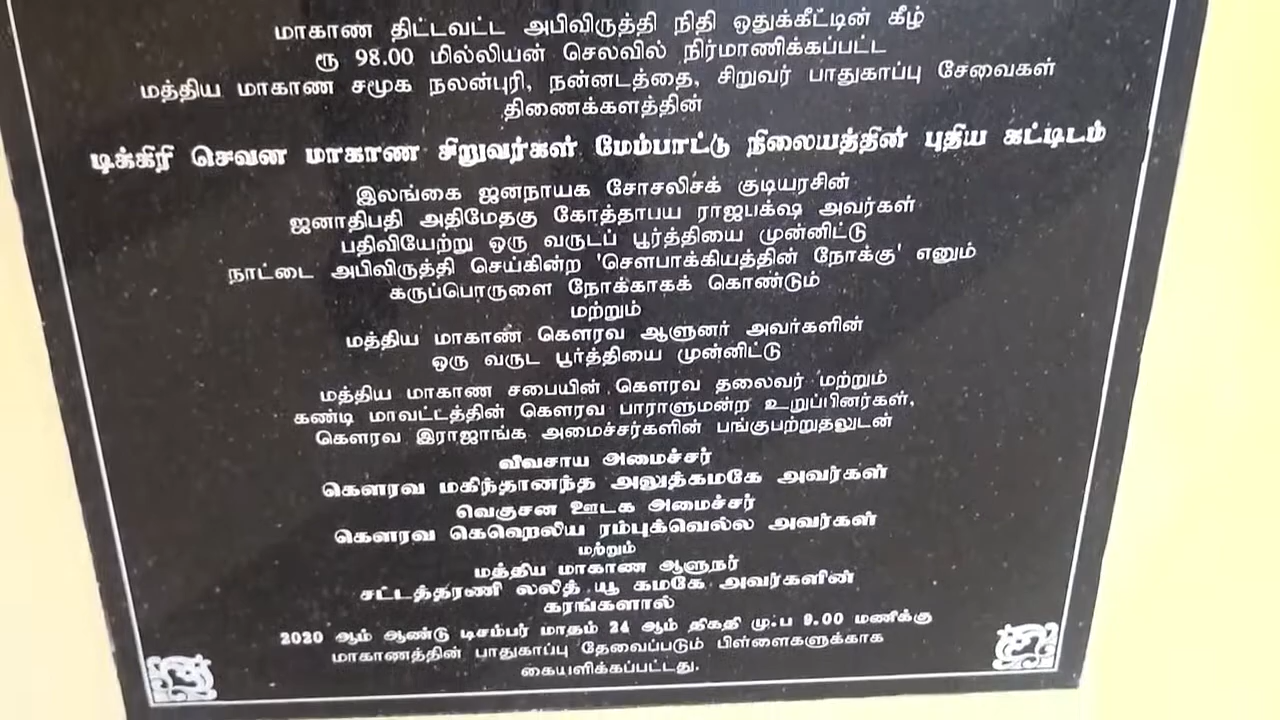 மாகாண திட்டவட்ட அபிவிருத்தி நிதி ஒதுக்கீட்டின் கீழ்
ரூ 98.00 மில்லியன் செலவில் நிர்மாணிக்கப்பட்ட
மத்திய மாகாண சமூக நலன்புரி, நன்னடத்தை, சிறுவர் பாதுகாப்பு சேவைகள்
திணைக்களத்தின்
டிக்கிரி செவன மாகாண சிறுவர்கள் மேம்பாட்டு நிலையத்தின் புதிய கட்டிடம்
இலங்கை ஜனநாயக சோசலிசக் குடியரசின்
ஜனாதிபதி அதிமேதகு கோத்தாபய ராஜபக்ஷ அவர்கள்
பதிவியேற்று ஒரு வருடப் பூர்த்தியை முன்னிட்டு
நாட்டை அபிவிருத்தி செய்கின்ற 'சௌபாக்கியத்தின் நோக்கு' எனும்
கருப்பொருளை நோக்காகக் கொண்டும்
மற்றும்
மத்திய மாகாண் கௌரவ ஆளுனர் அவர்களின்
ஒரு வருட பூர்த்தியை முன்னிட்டு
மத்திய மாகாண சபையின் கௌரவ தலைவர் மற்றும்
கண்டி மாவட்டத்தின் கௌரவ பாராளுமன்ற உறுப்பினர்கள்,
கௌரவ இராஜாங்க அமைச்சர்களின் பங்குபற்றுதலுடன்
விவசாய அமைச்சர்
கௌரவ மகிந்தானந்த அலுத்கமகே அவர்கள்
வெகுசன ஊடக அமைச்சர்
கௌரவ கெஹெலிய ரம்புக்வெல்ல அவர்கள்
மற்றும்
மத்திய மாகாண ஆளுநர்
சட்டத்தரணி லலித் யூ கமகே அவர்களின்
கரங்களால்
2020 ஆம் ஆண்டு டிசம்பர் மாதம் 24 ஆம் திகதி மு.ப 9.00 மணிக்கு
மாகாணத்தின் பாதுகாப்பு தேவைப்படும் பிள்ளைகளுக்காக
கையளிக்கப்பட்டது.